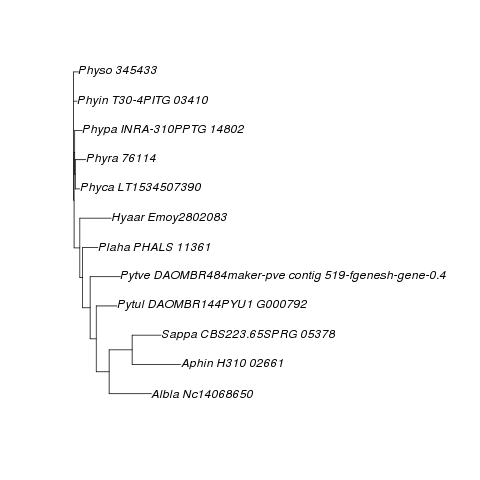 Physo 345433
Phyin T30-4PITG 03410
Phypa INRA-310PPTG 14802
Phyra 76114
Phyca LT1534507390
Hyaar Emoy2802083
Plaha PHALS 11361
Pytve DAOMBR484maker-pve contig 519-fgenesh-gene-0.4
Pytul DAOMBR144PYU1 G000792
Sappa CBS223.65SPRG 05378
Aphin H310 02661
Albla Nc14068650